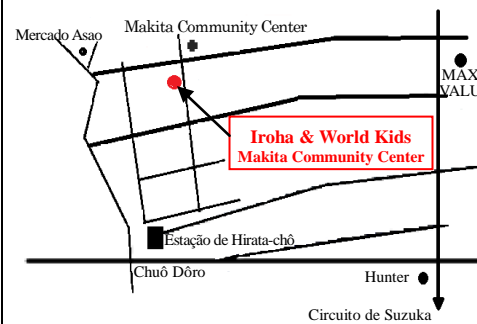 Makita Community Center
Mercado Asao
MAX
VALU
Iroha & World Kids
Makita Community Center
Estação de Hirata-chô
Chuô Dôro
Hunter
Circuito de Suzuka